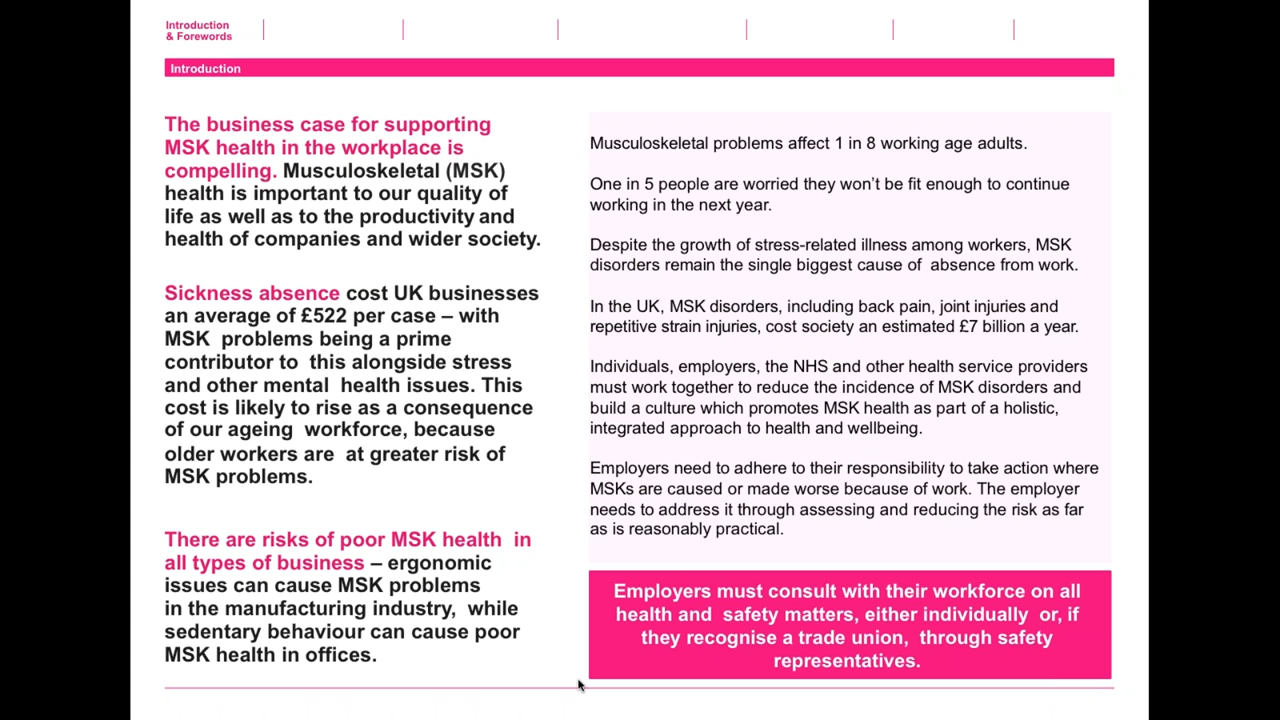 Introduction
& Forewords
Introduction
The business case for supporting
MSK health in the workplace is
compelling. Musculoskeletal (MSK)
health is important to our quality of
life as well as to the productivity and
health of companies and wider society.
Sickness absence cost UK businesses
an average of £522 per case – with
MSK problems being a prime
contributor to this alongside stress
and other mental health issues. This
cost is likely to rise as a consequence
of our ageing workforce, because
older workers are at greater risk of
MSK problems.
There are risks of poor MSK health in
all types of business – ergonomic
issues can cause MSK problems
in the manufacturing industry, while
sedentary behaviour can cause poor
MSK health in offices.
Musculoskeletal problems affect 1 in 8 working age adults.
One in 5 people are worried they won’t be fit enough to continue
working in the next year.
Despite the growth of stress-related illness among workers, MSK
disorders remain the single biggest cause of absence from work.
In the UK, MSK disorders, including back pain, joint injuries and
repetitive strain injuries, cost society an estimated £7 billion a year.
Individuals, employers, the NHS and other health service providers
must work together to reduce the incidence of MSK disorders and
build a culture which promotes MSK health as part of a holistic,
integrated approach to health and wellbeing.
Employers need to adhere to their responsibility to take action where
MSKs are caused or made worse because of work. The employer
needs to address it through assessing and reducing the risk as far
as is reasonably practical.
Employers must consult with their workforce on all
health and safety matters, either individually or, if
they recognise a trade union, through safety
representatives.